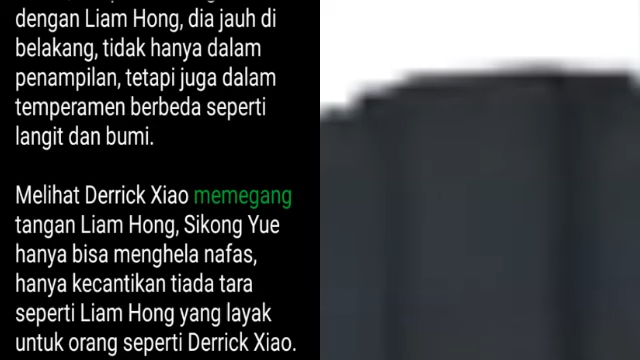 dengan Liam Hong, dia jauh di
belakang, tidak hanya dalam
penampilan, tetapi juga dalam
temperamen berbeda seperti
langit dan bumi.
Melihat Derrick Xiao memegang
tangan Liam Hong, Sikong Yue
hanya bisa menghela nafas,
hanya kecantikan tiada tara
seperti Liam Hong yang layak
untuk orang seperti Derrick Xiao.